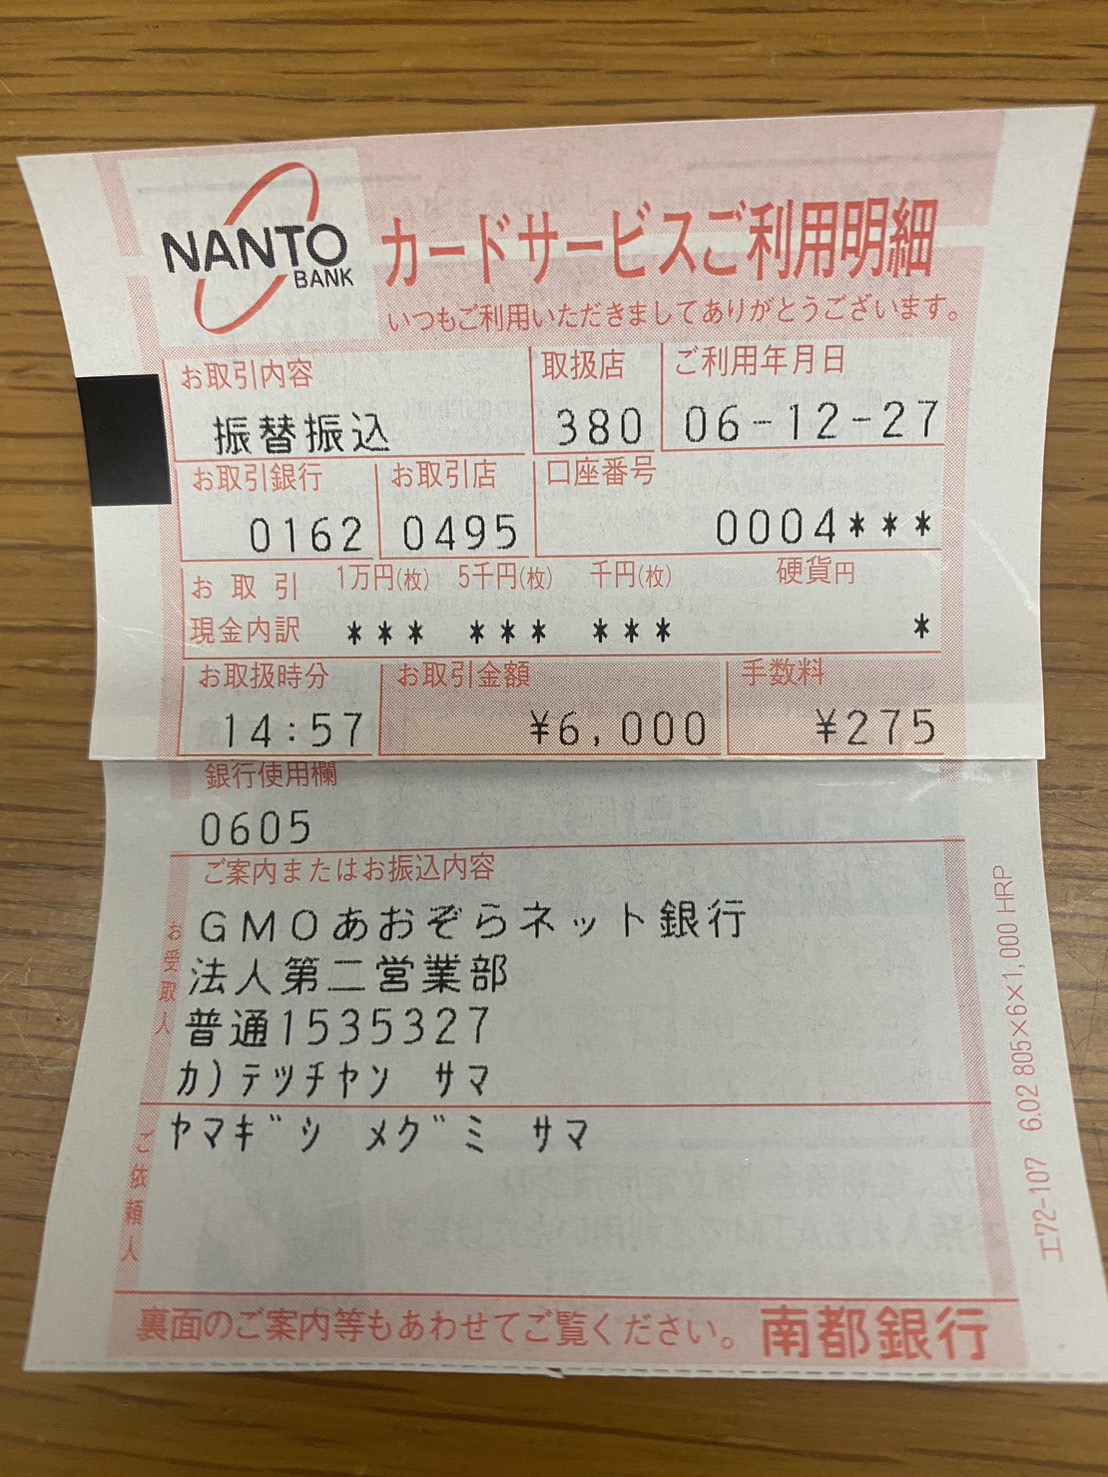 NANTO
BANK
カードサービスご利用明細
いつもご利用いただきましてありがとうございます。
お取引内容 取扱店 ご利用年月日
振替振込 380 06-12-27
お取引銀行 お取引店 口座番号
0162 0495 0004***
お取引 1万円(枚) 5千円(枚) 千円(枚) 硬貨円
現金内訳 *** *** *** *
お取扱時分 お取引金額 手数料
14:57 ¥6,000 ¥275
銀行使用欄
0605
ご案内またはお振込内容
お受取人
GMOあおぞらネット銀行
法人第二営業部
普通1535327
カ)テツチヤン サマ
ご依頼人
ヤマギシ メグミ サマ
裏面のご案内等もあわせてご覧ください。 南都銀行
エ72-107 6.02 805×6×1,000 HRP